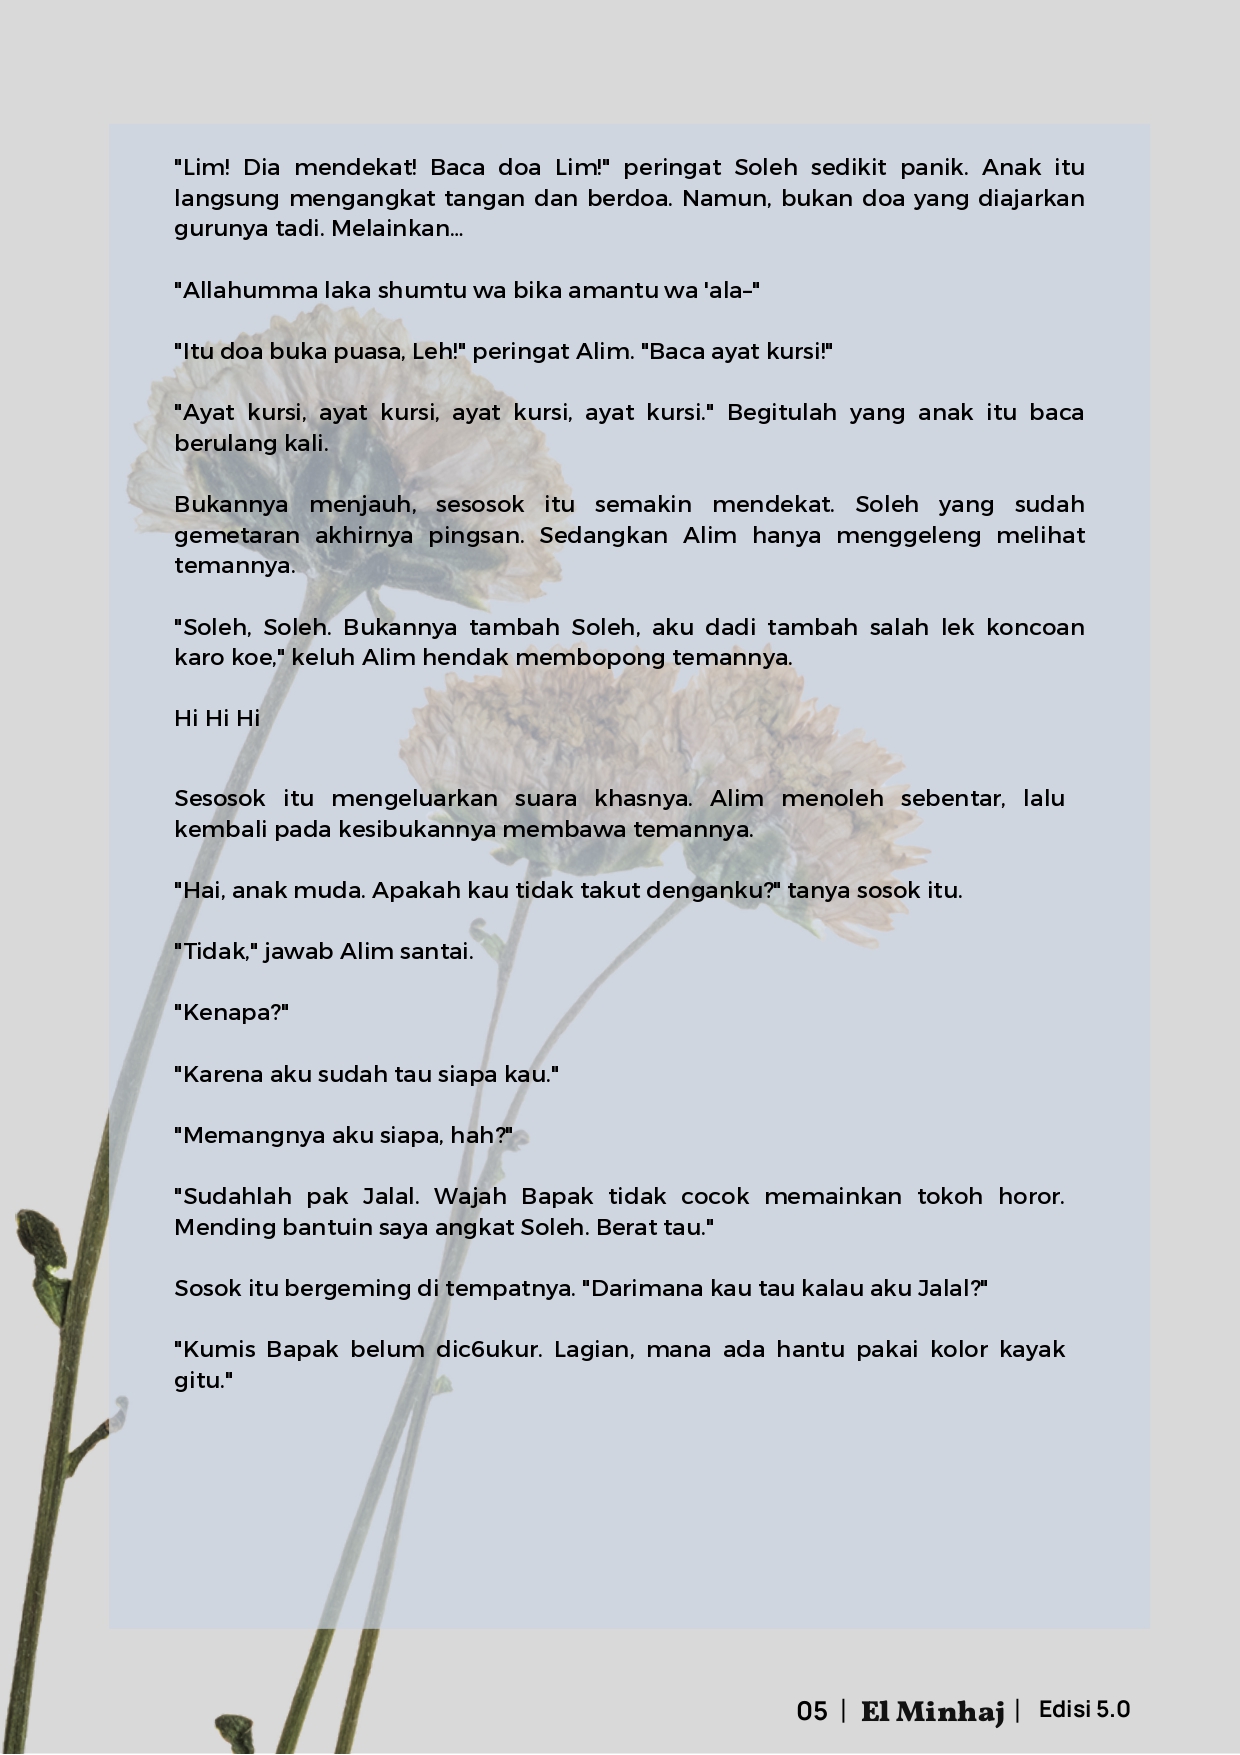 "Lim! Dia mendekat! Baca doa Lim!" peringat Soleh sedikit panik. Anak itu
langsung mengangkat tangan dan berdoa. Namun, bukan doa yang diajarkan
gurunya tadi. Melainkan...
"Allahumma laka shumtu wa bika amantu wa 'ala–"
"Itu doa buka puasa, Leh!" peringat Alim. "Baca ayat kursi!"
"Ayat kursi, ayat kursi, ayat kursi, ayat kursi." Begitulah yang anak itu baca
berulang kali.
Bukannya menjauh, sesosok itu semakin mendekat. Soleh yang sudah
gemetaran akhirnya pingsan. Sedangkan Alim hanya menggeleng melihat
temannya.
"Soleh, Soleh. Bukannya tambah Soleh, aku dadi tambah salah lek koncoan
karo koe," keluh Alim hendak membopong temannya.
Hi Hi Hi
Sesosok itu mengeluarkan suara khasnya. Alim menoleh sebentar, lalu
kembali pada kesibukannya membawa temannya.
"Hai, anak muda. Apakah kau tidak takut denganku?" tanya sosok itu.
"Tidak," jawab Alim santai.
"Kenapa?"
"Karena aku sudah tau siapa kau."
"Memangnya aku siapa, hah?"
"Sudahlah pak Jalal. Wajah Bapak tidak cocok memainkan tokoh horor.
Mending bantuin saya angkat Soleh. Berat tau."
Sosok itu bergeming di tempatnya. "Darimana kau tau kalau aku Jalal?"
"Kumis Bapak belum dic6ukur. Lagian, mana ada hantu pakai kolor kayak
gitu."
05 | El Minhaj | Edisi 5.0